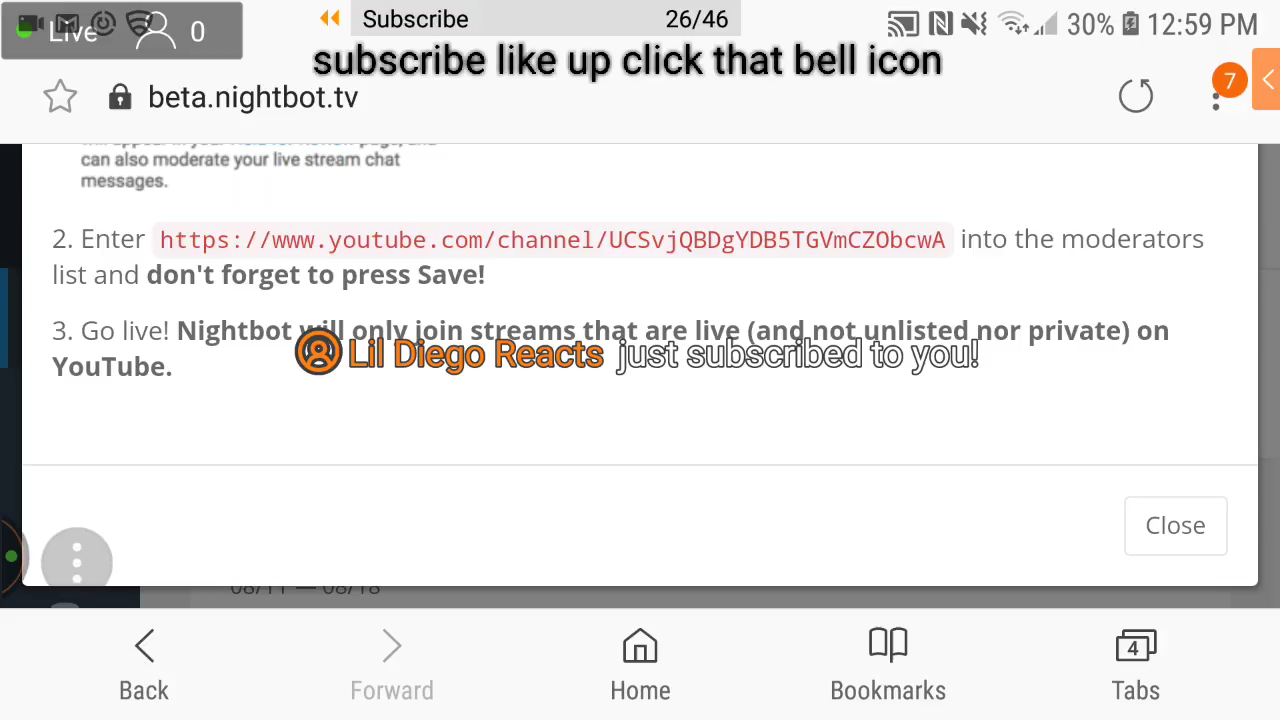 Live 0
Subscribe 26/46
30% 12:59 PM
subscribe like up click that bell icon
beta.nightbot.tv
7
can also moderate your live stream chat
messages.
2. Enter https://www.youtube.com/channel/UCSvjQBDgYDB5TGVmCZObcwA into the moderators
list and don't forget to press Save!
3. Go live! Nightbot will only join streams that are live (and not unlisted nor private) on
YouTube.
Lil Diego Reacts just subscribed to you!
Close
08/11 — 08/18
4
Back Forward Home Bookmarks Tabs